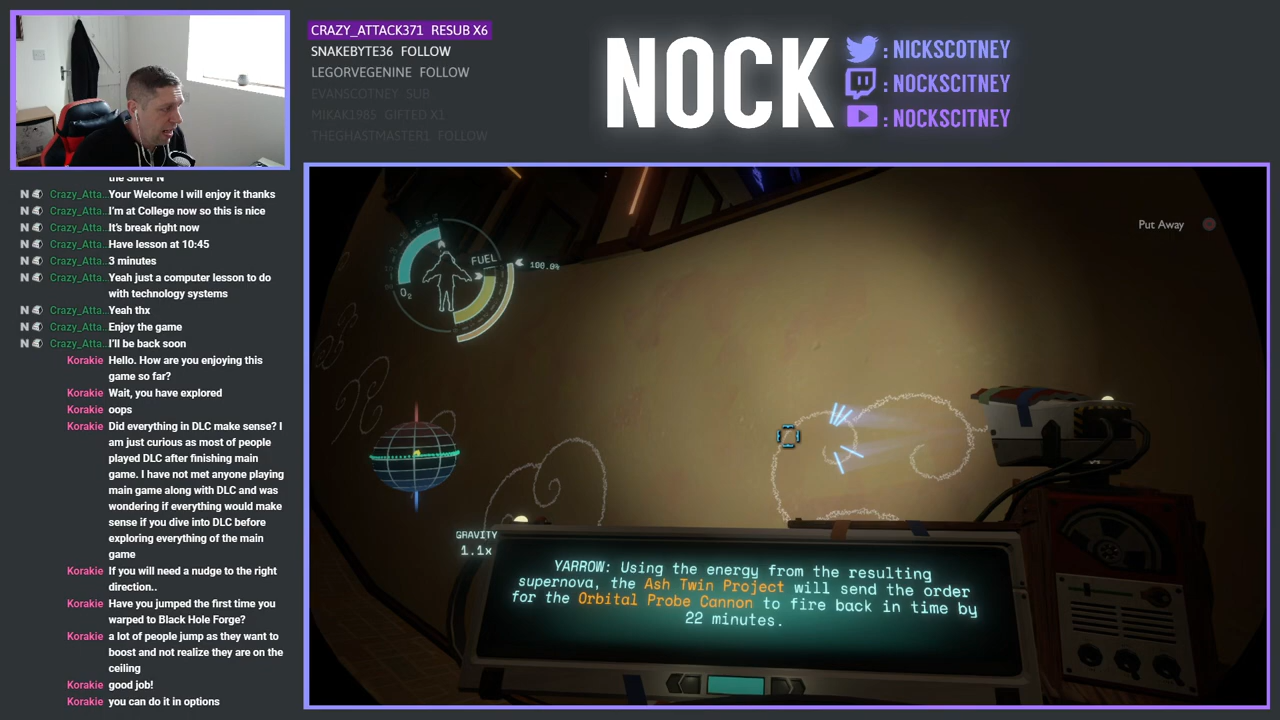 CRAZY_ATTACK371 RESUB X6
SNAKEBYTE36 FOLLOW
LEGORVEGENINE FOLLOW
EVANSCOTNEY SUB
MIKAK1985 GIFTED X1
THEGHASTMASTER1 FOLLOW
NOCK
: NICKSCOTNEY
: NOCKSCITNEY
: NOCKSCITNEY
the Silver N
Crazy_Atta... Your Welcome I will enjoy it thanks
Crazy_Atta... I'm at College now so this is nice
Crazy_Atta... It's break right now
Crazy_Atta... Have lesson at 10:45
Crazy_Atta... 3 minutes
Crazy_Atta... Yeah just a computer lesson to do
with technology systems
Crazy_Atta... Yeah thx
Crazy_Atta... Enjoy the game
Crazy_Atta... I'll be back soon
Korakie Hello. How are you enjoying this
game so far?
Korakie Wait, you have explored
Korakie oops
Korakie Did everything in DLC make sense? I
am just curious as most of people
played DLC after finishing main
game. I have not met anyone playing
main game along with DLC and was
wondering if everything would make
sense if you dive into DLC before
exploring everything of the main
game
Korakie If you will need a nudge to the right
direction..
Korakie Have you jumped the first time you
warped to Black Hole Forge?
Korakie a lot of people jump as they want to
boost and not realize they are on the
ceiling
Korakie good job!
Korakie you can do it in options
Put Away
FUEL
100.0%
O2
GRAVITY
1.1x
YARROW: Using the energy from the resulting
supernova, the Ash Twin Project will send the order
for the Orbital Probe Cannon to fire back in time by
22 minutes.